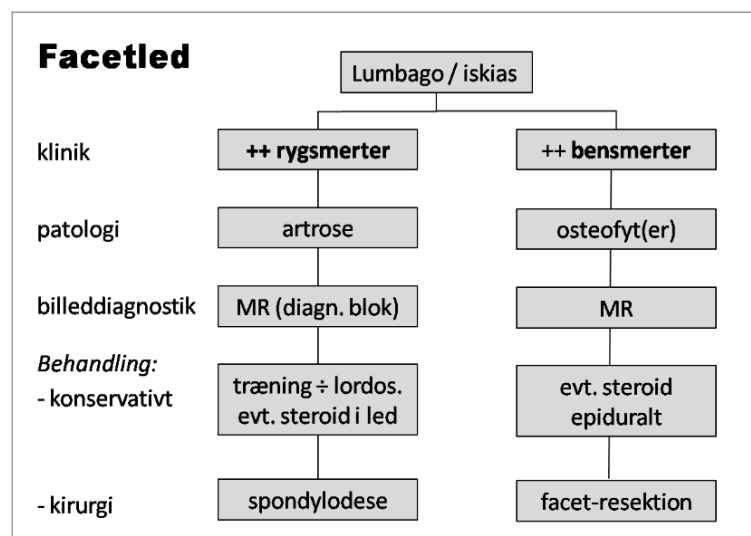 Facetled
Lumbago / iskias
klinik
++ rygsmerter
++ bensmerter
patologi
artrose
osteofyt(er)
billeddiagnostik
MR (diagn. blok)
MR
Behandling:
- konservativt
træning ÷ lordos.
evt. steroid i led
evt. steroid
epiduralt
- kirurgi
spondylodese
facet-resektion